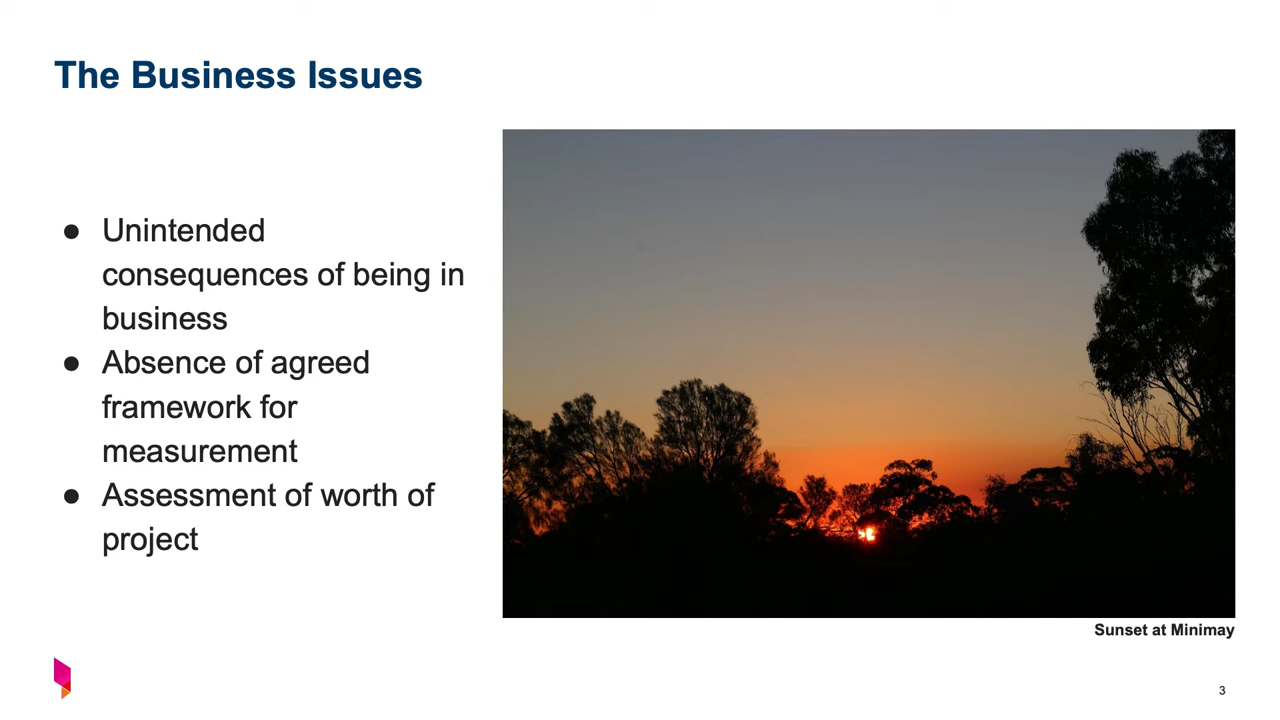 The Business Issues
● Unintended
consequences of being in
business
● Absence of agreed
framework for
measurement
● Assessment of worth of
project
Sunset at Minimay
3